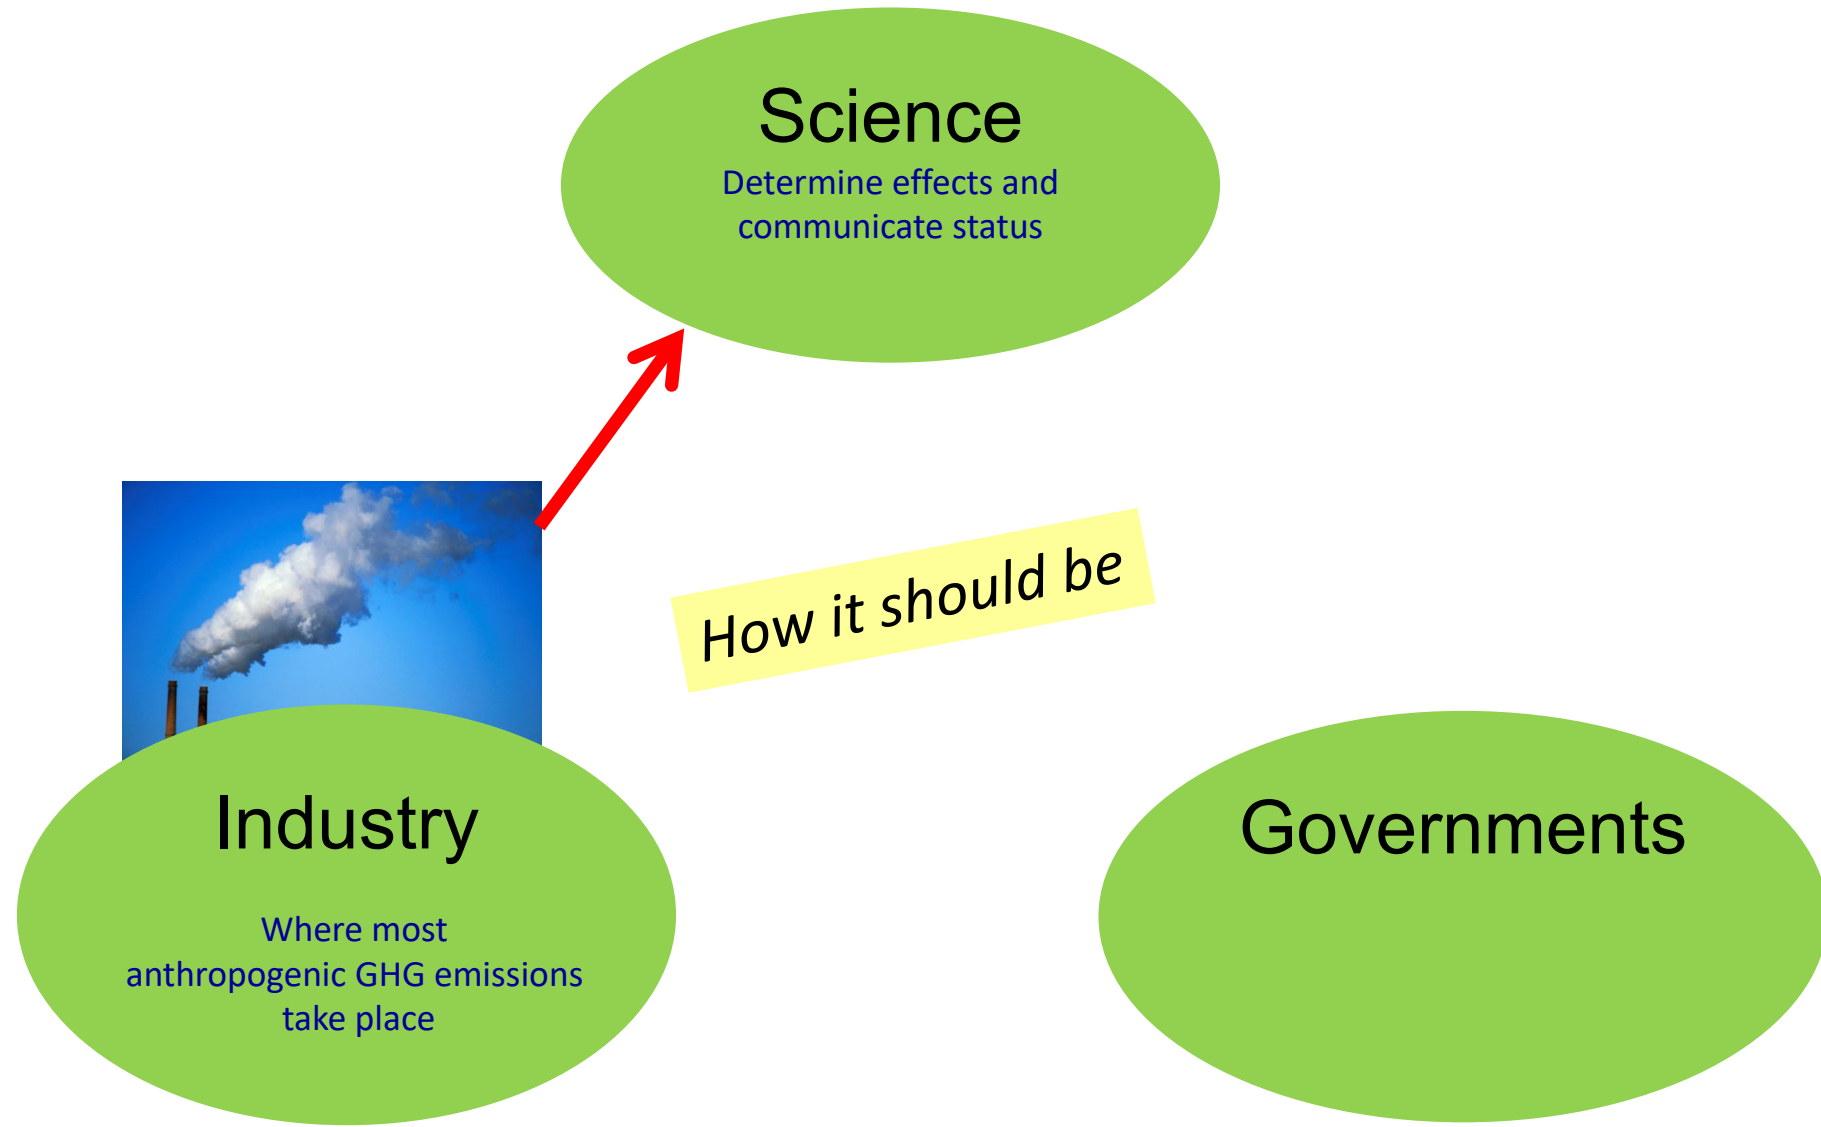 Science
Determine effects and
communicate status
How it should be
Industry
Where most
anthropogenic GHG emissions
take place
Governments